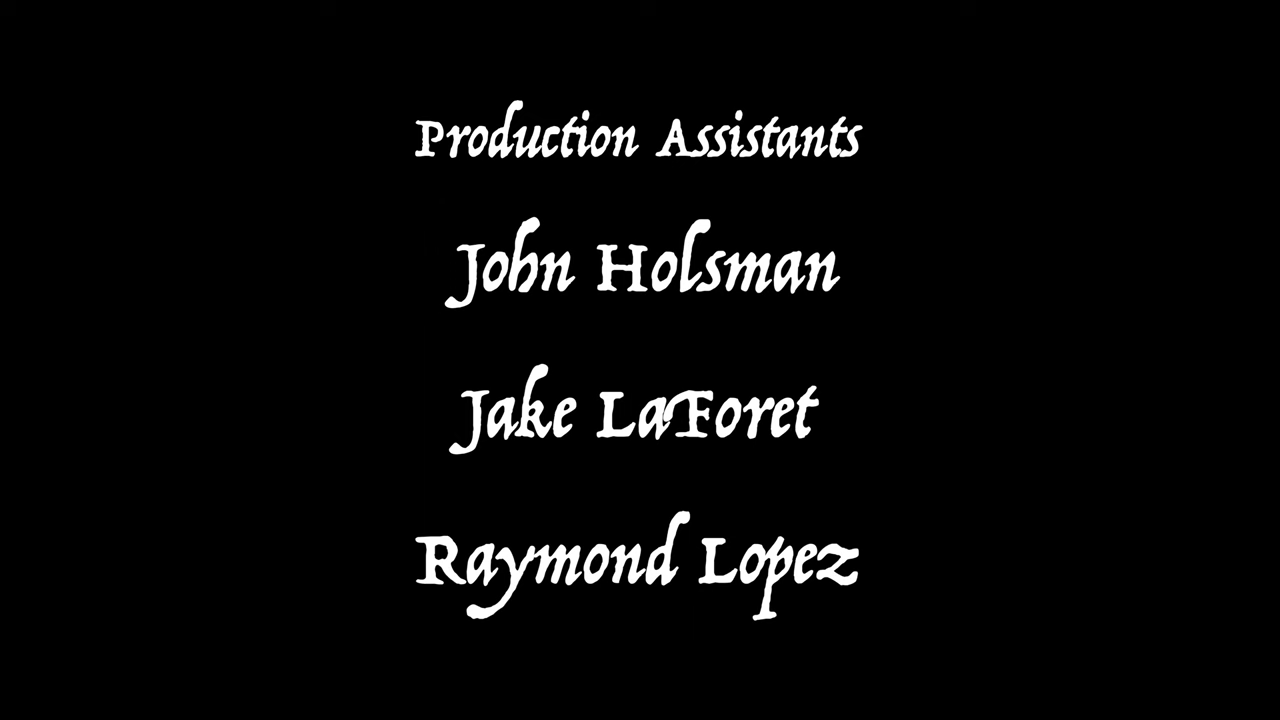 Production Assistants
John Holsman
Jake LaForet
Raymond Lopez